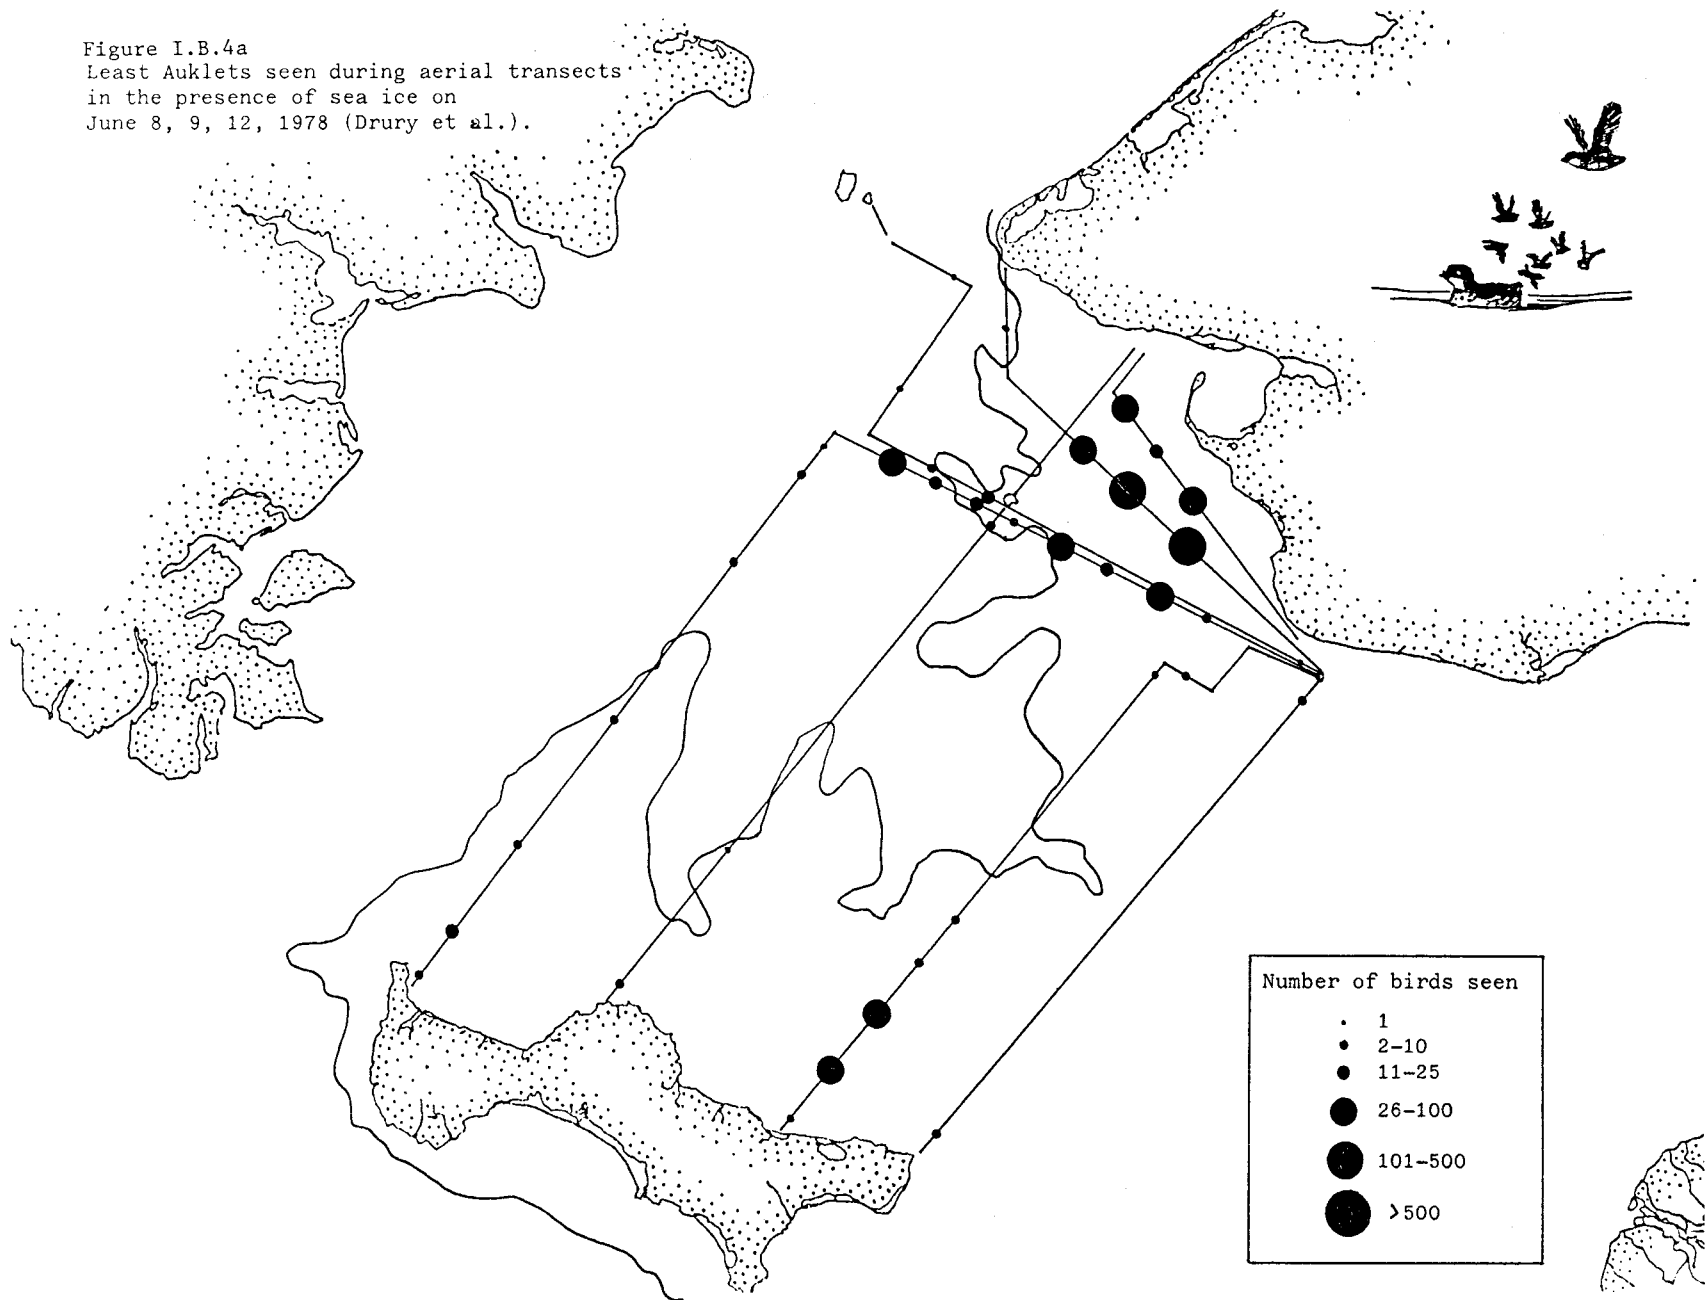 Figure I.B.4a
Least Auklets seen during aerial transects
in the presence of sea ice on
June 8, 9, 12, 1978 (Drury et al.).
Number of birds seen
1
2-10
11-25
26-100
101-500
>500